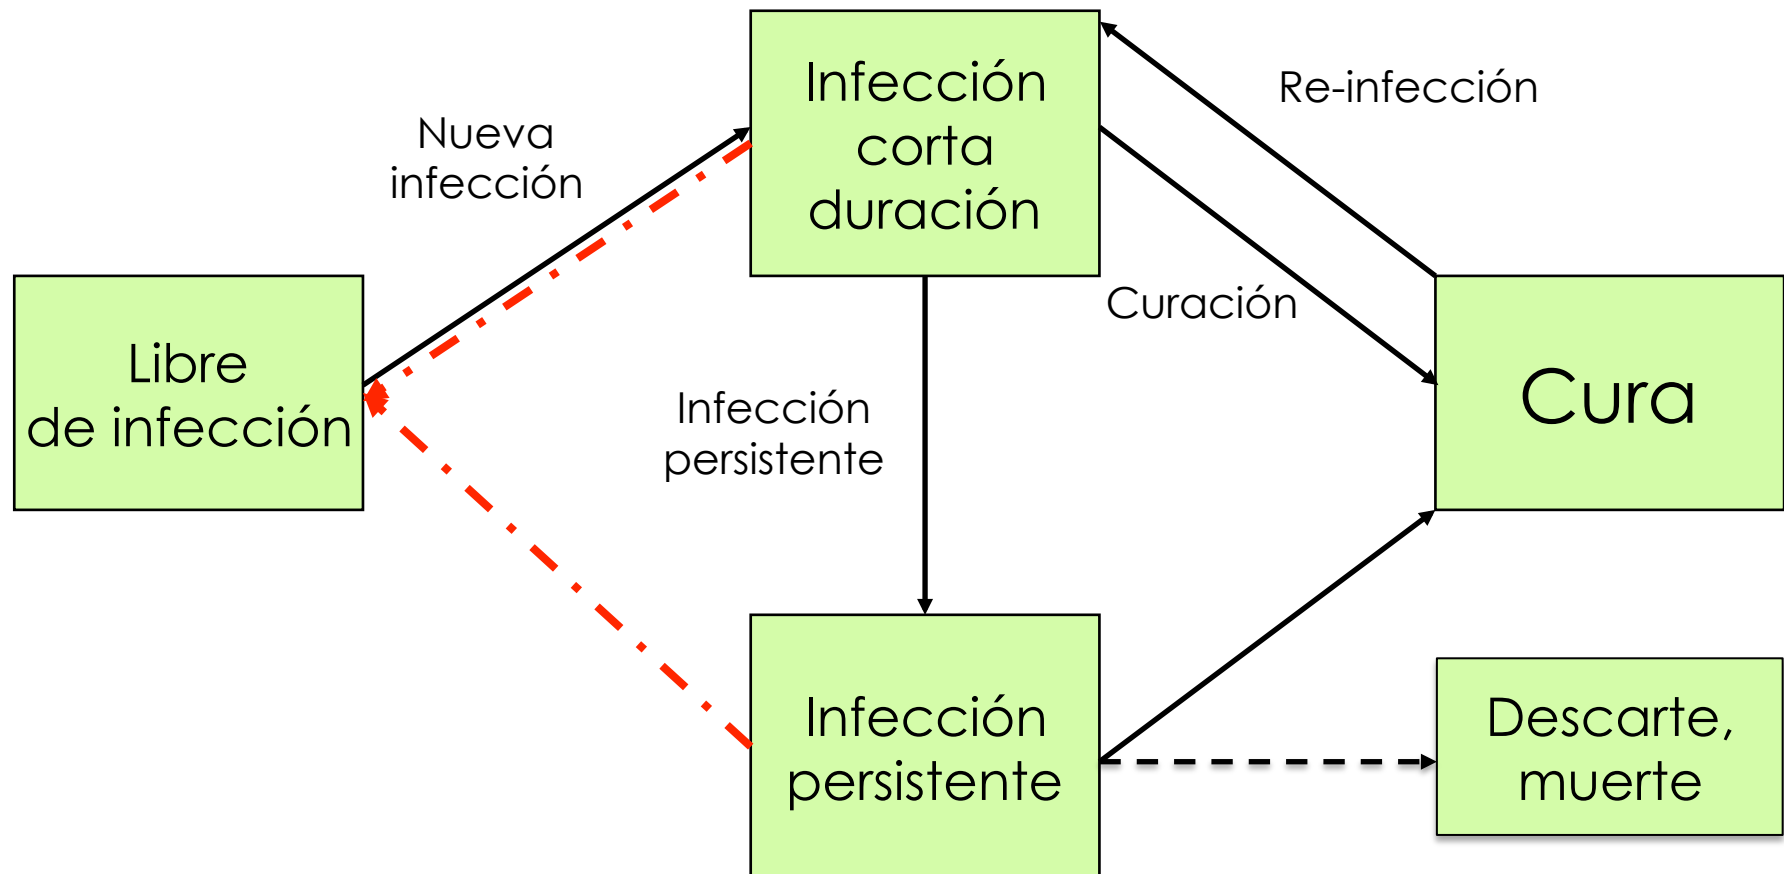 Nueva
infección
Infección
corta
duración
Re-infección
Libre
de infección
Curación
Infección
persistente
Cura
Infección
persistente
Descarte,
muerte